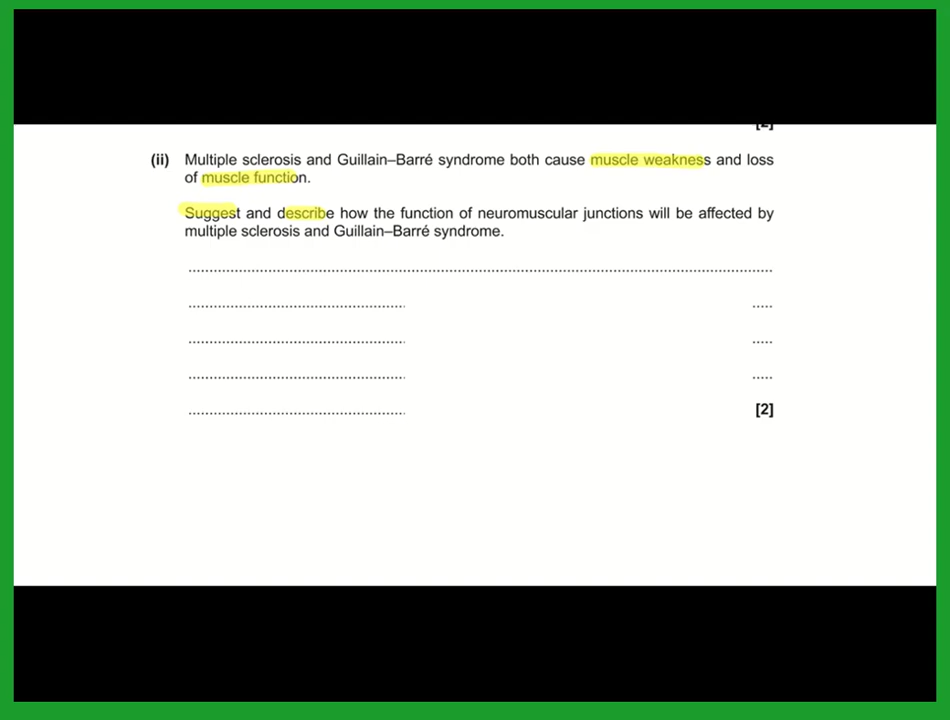 [2]
(ii) Multiple sclerosis and Guillain–Barré syndrome both cause muscle weakness and loss
of muscle function.
Suggest and describe how the function of neuromuscular junctions will be affected by
multiple sclerosis and Guillain–Barré syndrome.
[2]